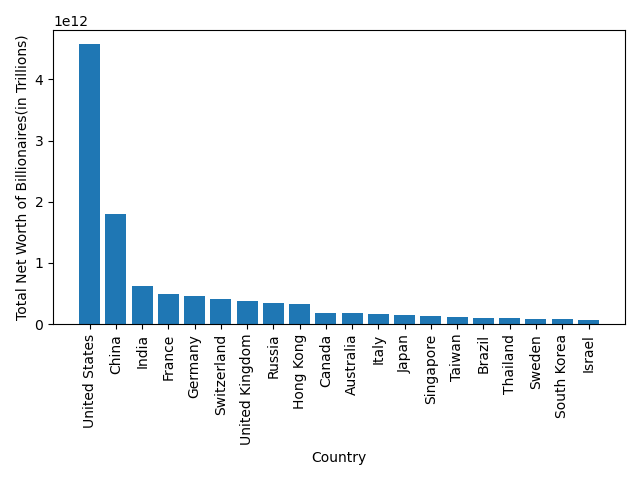 1e12
Total Net Worth of Billionaires(in Trillions)
4
3
2
1
0
United States
China
India
France
Germany
Switzerland
United Kingdom
Russia
Hong Kong
Canada
Australia
Italy
Japan
Singapore
Taiwan
Brazil
Thailand
Sweden
South Korea
Israel
Country